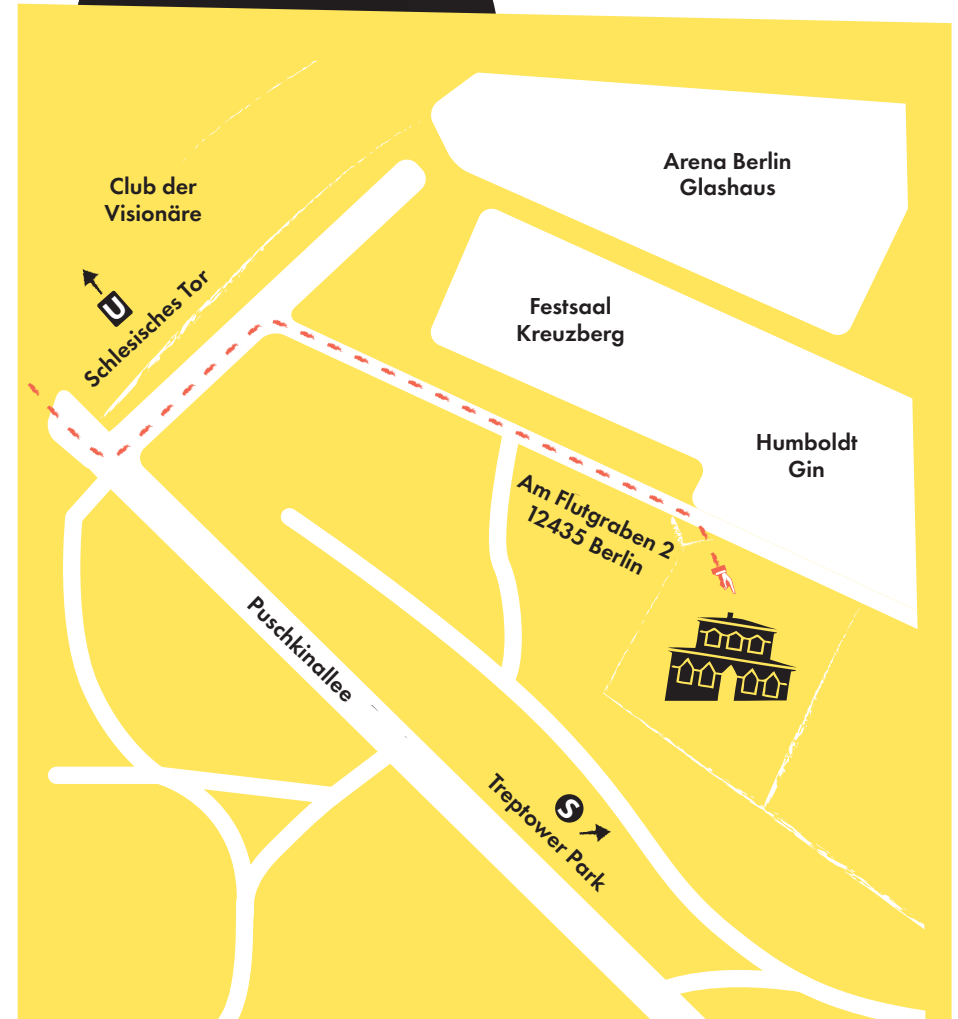 Arena Berlin
Glashaus
Club der
Visionäre
U
Schlesisches Tor
Festsaal
Kreuzberg
Humboldt
Gin
Am Flutgraben 2
12435 Berlin
Puschkinallee
S
Treptower Park